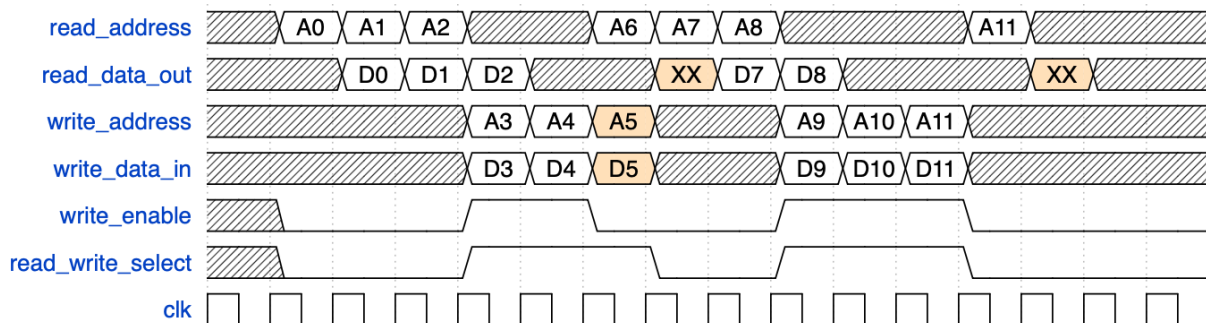 read_address A0 A1 A2 A6 A7 A8 A11
read_data_out D0 D1 D2 XX D7 D8 XX
write_address A3 A4 A5 A9 A10 A11
write_data_in D3 D4 D5 D9 D10 D11
write_enable
read_write_select
clk